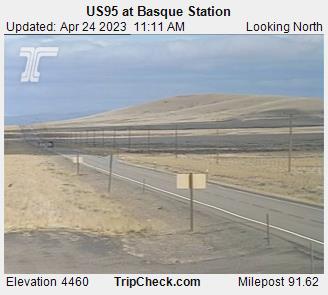 US95 at Basque Station
Updated: Apr 24 2023 11:11 AM Looking North
Elevation 4460 TripCheck.com Milepost 91.62